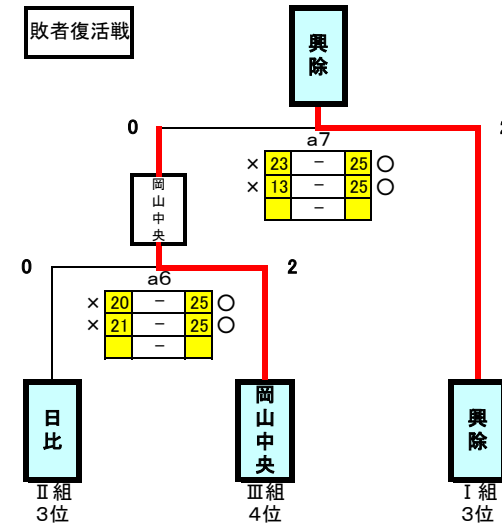 敗者復活戦
興除
0
2
a7
× 23 － 25 ○
× 13 － 25 ○
－
岡山中央
0
2
a6
× 20 － 25 ○
× 21 － 25 ○
－
日比
岡山中央
興除
Ⅱ組
Ⅲ組
Ⅰ組
3位
4位
3位